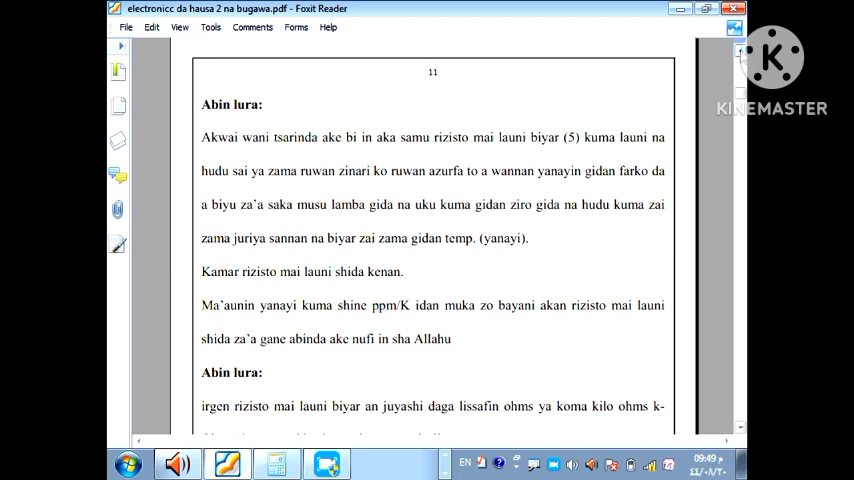 electronicc da hausa 2 na bugawa.pdf - Foxit Reader
File Edit View Tools Comments Forms Help
11
Abin lura:
Akwai wani tsarinda ake bi in aka samu rizisto mai launi biyar (5) kuma launi na
hudu sai ya zama ruwan zinari ko ruwan azurfa to a wannan yanayin gidan farko da
a biyu za'a saka musu lamba gida na uku kuma gidan ziro gida na hudu kuma zai
zama juriya sannan na biyar zai zama gidan temp. (yanayi).
Kamar rizisto mai launi shida kenan.
Ma'aunin yanayi kuma shine ppm/K idan muka zo bayani akan rizisto mai launi
shida za'a gane abinda ake nufi in sha Allahu
Abin lura:
irgen rizisto mai launi biyar an juyashi daga lissafin ohms ya koma kilo ohms k-
K
KINEMASTER
EN
09:49 م
٤٤/٠٨/٢٠